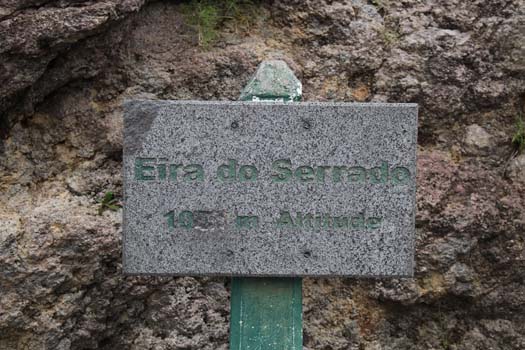 Eira do Serrado
m Altitude